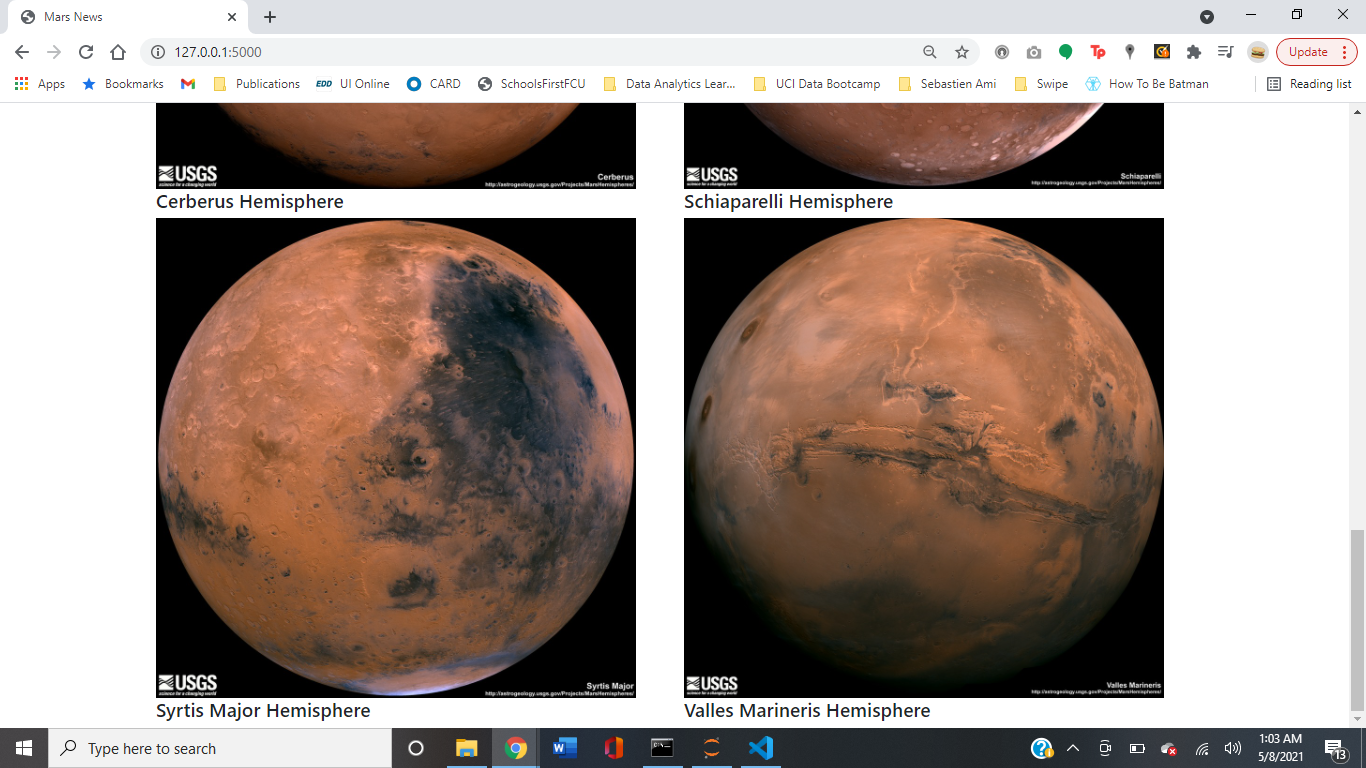 Mars News
127.0.0.1:5000
Update
Apps
Bookmarks
Publications
EDD UI Online
CARD
SchoolsFirstFCU
Data Analytics Lear...
UCI Data Bootcamp
Sebastien Ami
Swipe
How To Be Batman
Reading list
USGS
science for a changing world
Cerberus
http://astrogeology.usgs.gov/Projects/MarsHemispheres/
USGS
science for a changing world
Schiaparelli
http://astrogeology.usgs.gov/Projects/MarsHemispheres/
Cerberus Hemisphere
Schiaparelli Hemisphere
USGS
science for a changing world
Syrtis Major
http://astrogeology.usgs.gov/Projects/MarsHemispheres/
USGS
science for a changing world
Valles Marineris
http://astrogeology.usgs.gov/Projects/MarsHemispheres/
Syrtis Major Hemisphere
Valles Marineris Hemisphere
Type here to search
1:03 AM
5/8/2021
13